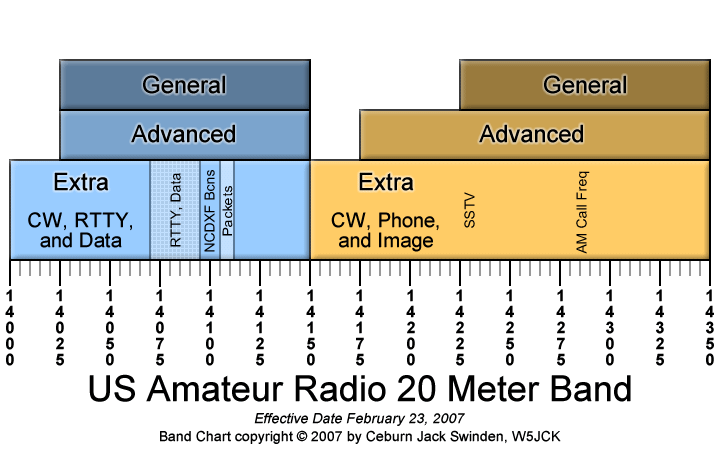 General
General
Advanced
Advanced
Extra
CW, RTTY,
and Data
RTTY, Data
NCDXF Bcns
Packets
Extra
CW, Phone,
and Image
SSTV
AM Call Freq
14000
14025
14050
14075
14100
14125
14150
14175
14200
14225
14250
14275
14300
14325
14350
US Amateur Radio 20 Meter Band
Effective Date February 23, 2007
Band Chart copyright © 2007 by Ceburn Jack Swinden, W5JCK